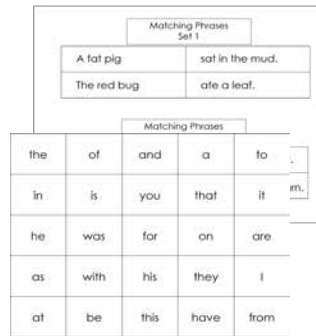 Matching Phrases
Set 1
A fat pig sat in the mud.
The red bug ate a leaf.
Matching Phrases
the of and a to
in is you that it
he was for on are
as with his they I
at be this have from